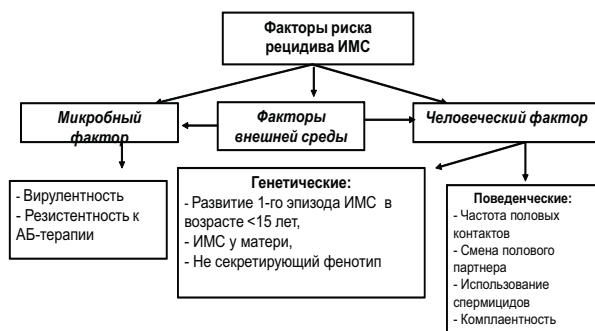 Факторы риска
рецидива ИМС
Микробный
фактор
Факторы
внешней среды
Человеческий фактор
- Вирулентность
- Резистентность к
АБ-терапии
Генетические:
- Развитие 1-го эпизода ИМС в
возрасте <15 лет,
- ИМС у матери,
- Не секретирующий фенотип
Поведенческие:
- Частота половых
контактов
- Смена полового
партнера
- Использование
спермицидов
- Комплаентность